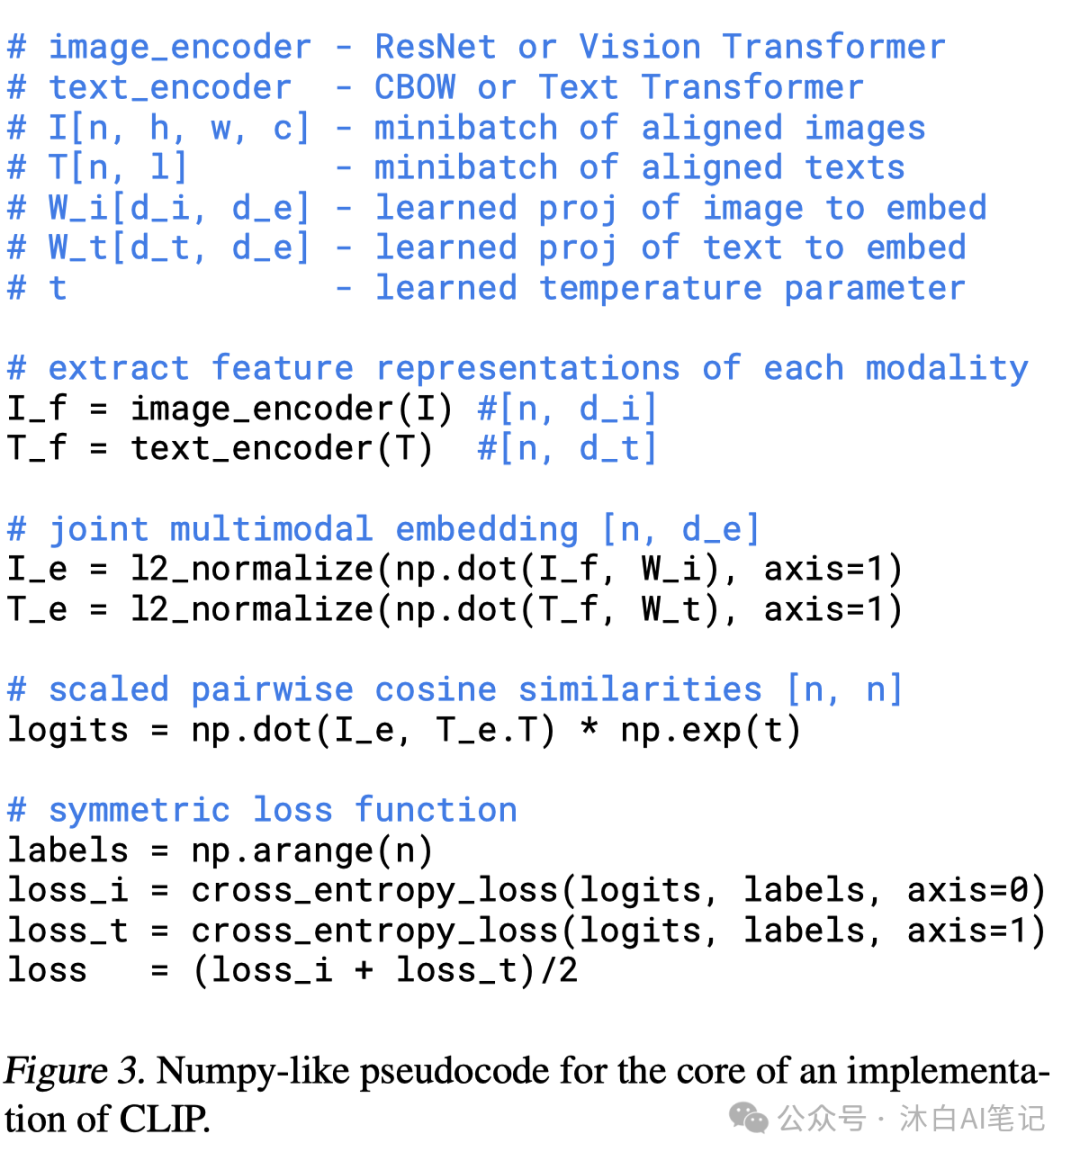 # image_encoder - ResNet or Vision Transformer
# text_encoder  - CBOW or Text Transformer
# I[n, h, w, c] - minibatch of aligned images
# T[n, l]       - minibatch of aligned texts
# W_i[d_i, d_e] - learned proj of image to embed
# W_t[d_t, d_e] - learned proj of text to embed
# t             - learned temperature parameter
# extract feature representations of each modality
I_f = image_encoder(I) #[n, d_i]
T_f = text_encoder(T)  #[n, d_t]
# joint multimodal embedding [n, d_e]
I_e = l2_normalize(np.dot(I_f, W_i), axis=1)
T_e = l2_normalize(np.dot(T_f, W_t), axis=1)
# scaled pairwise cosine similarities [n, n]
logits = np.dot(I_e, T_e.T) * np.exp(t)
# symmetric loss function
labels = np.arange(n)
loss_i = cross_entropy_loss(logits, labels, axis=0)
loss_t = cross_entropy_loss(logits, labels, axis=1)
loss   = (loss_i + loss_t)/2
Figure 3. Numpy-like pseudocode for the core of an implementa-
tion of CLIP.
公众号 · 沐白AI笔记